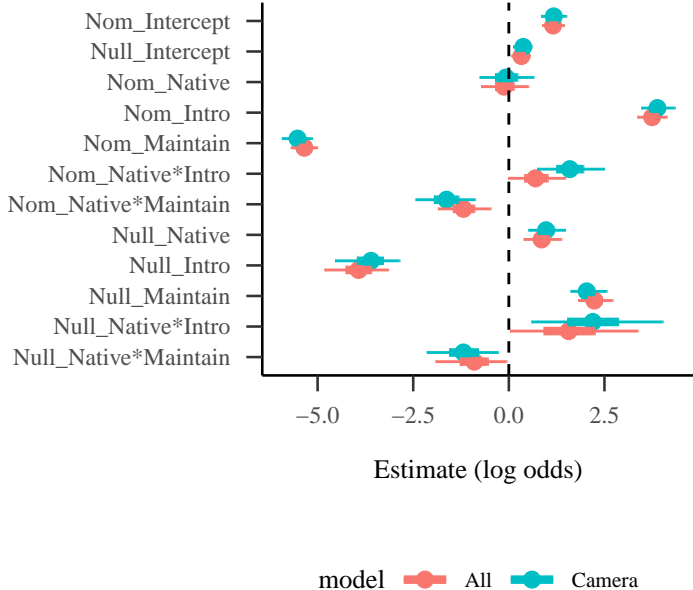 Nom_Intercept
Null_Intercept
Nom_Native
Nom_Intro
Nom_Maintain
Nom_Native*Intro
Nom_Native*Maintain
Null_Native
Null_Intro
Null_Maintain
Null_Native*Intro
Null_Native*Maintain
−5.0 −2.5 0.0 2.5
Estimate (log odds)
model All Camera